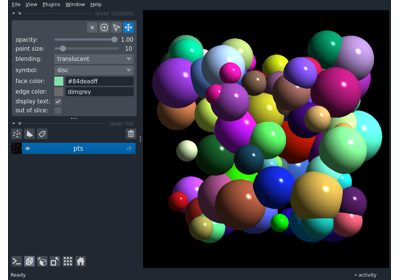 File View Plugins Window Help
layer controls
opacity: 1.00
point size: 10
blending: translucent
symbol: disc
face color: #84deadff
edge color: dimgrey
display text: ✓
out of slice:
layer list
pts
Ready
activity